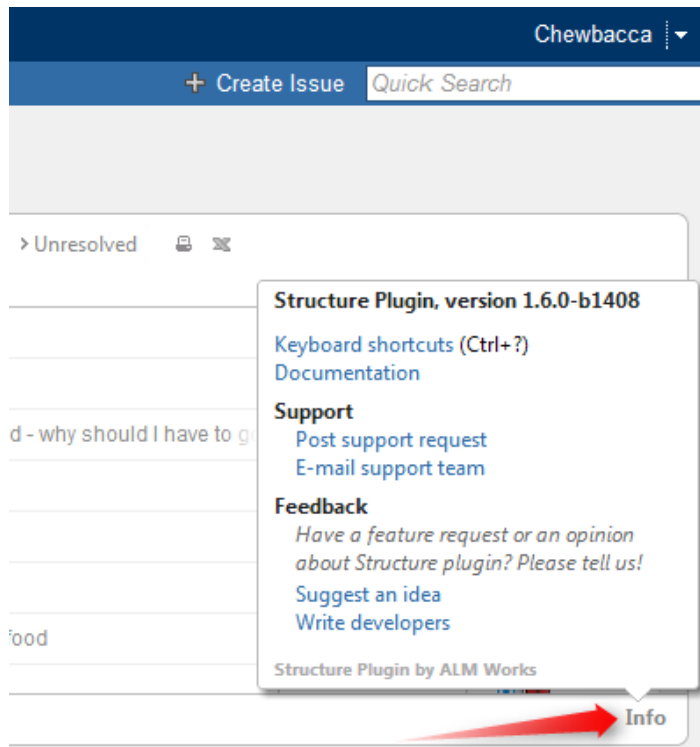 Chewbacca
+ Create Issue Quick Search
> Unresolved
Structure Plugin, version 1.6.0-b1408
Keyboard shortcuts (Ctrl+?)
Documentation
d - why should I have to
Support
Post support request
E-mail support team
Feedback
Have a feature request or an opinion
about Structure plugin? Please tell us!
Suggest an idea
Write developers
food
Structure Plugin by ALM Works
Info